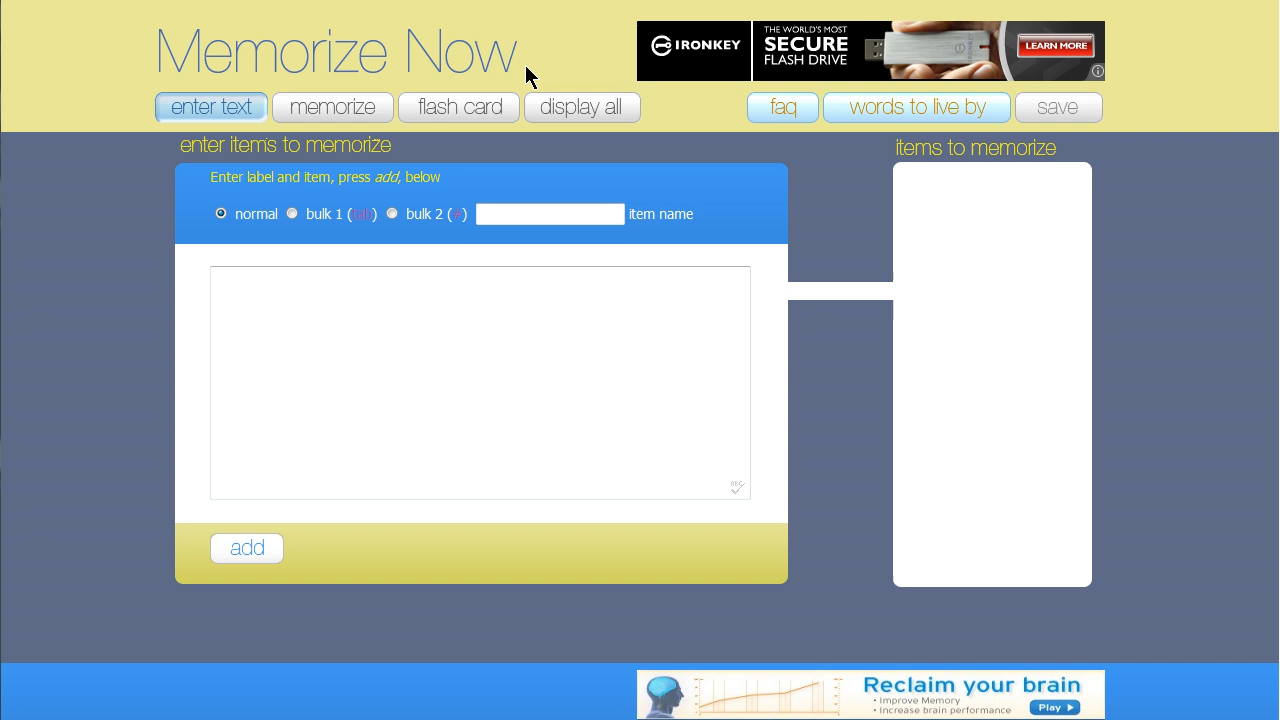 Memorize Now
IRONKEY
THE WORLD'S MOST
SECURE
FLASH DRIVE
LEARN MORE
enter text
memorize
flash card
display all
faq
words to live by
save
enter items to memorize
items to memorize
Enter label and item, press add, below
normal
bulk 1 (tab)
bulk 2 (#)
item name
ABC
add
Reclaim your brain
• Improve Memory
• Increase brain performance
Play